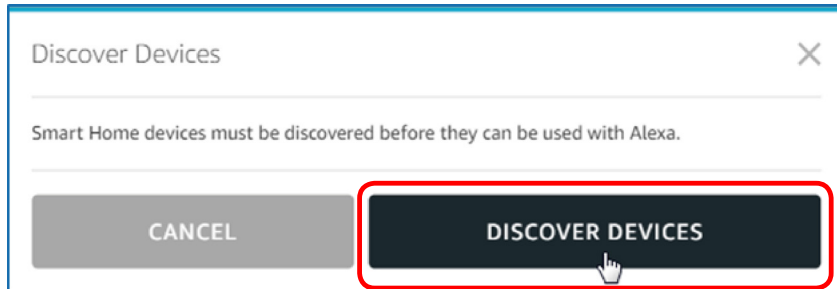 Discover Devices
Smart Home devices must be discovered before they can be used with Alexa.
CANCEL
DISCOVER DEVICES